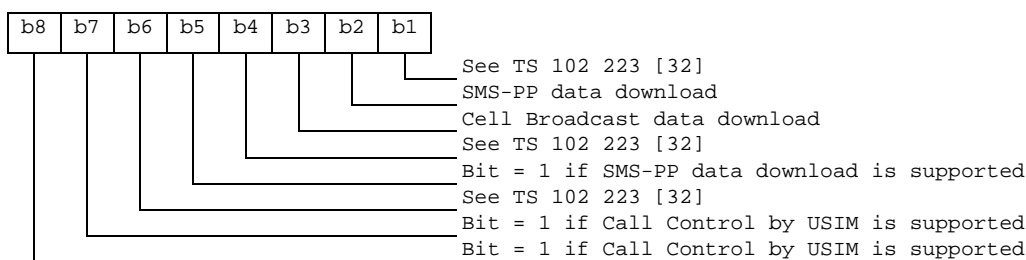 b8 b7 b6 b5 b4 b3 b2 b1
See TS 102 223 [32]
SMS-PP data download
Cell Broadcast data download
See TS 102 223 [32]
Bit = 1 if SMS-PP data download is supported
See TS 102 223 [32]
Bit = 1 if Call Control by USIM is supported
Bit = 1 if Call Control by USIM is supported